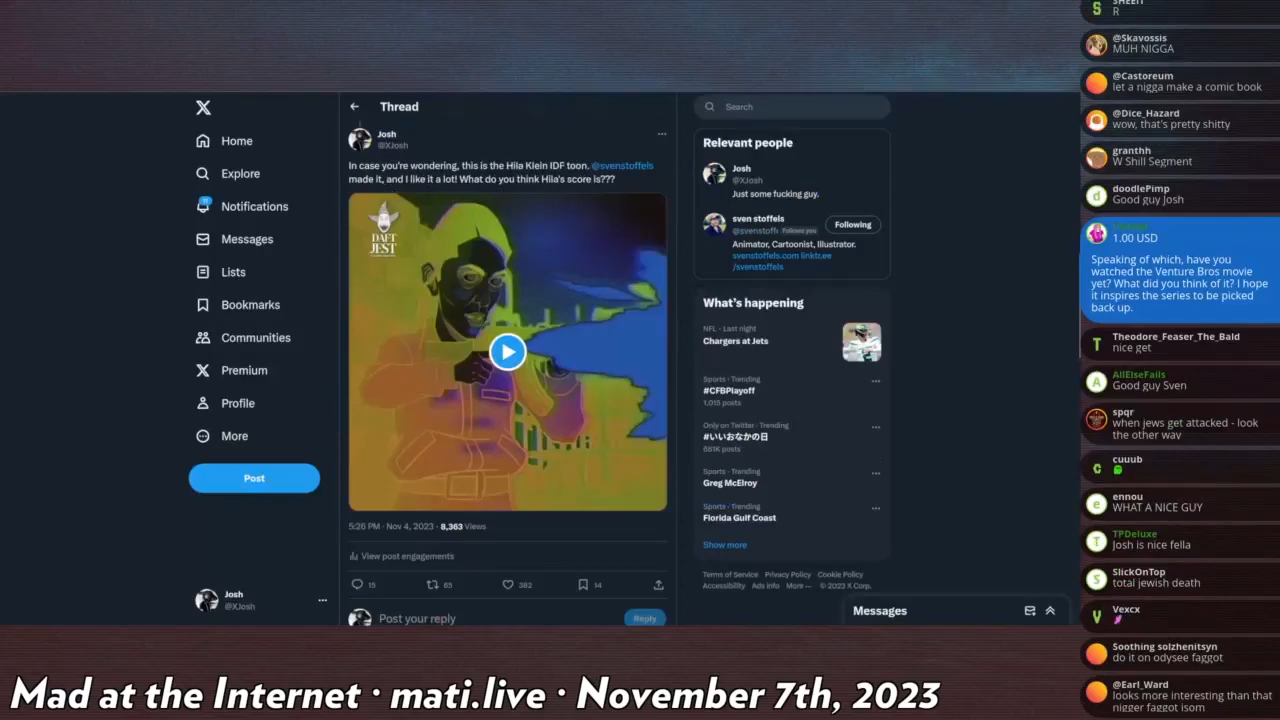 Thread
Home
Explore
Notifications
Messages
Lists
Bookmarks
Communities
Premium
Profile
More
Post
Josh
@XJosh
Josh
@XJosh
In case you're wondering, this is the Hila Klein IDF toon. @svenstoffels
made it, and I like it a lot! What do you think Hila's score is???
DAFT
JEST
5:26 PM · Nov 4, 2023 · 8,363 Views
View post engagements
15 63 382 14
Post your reply
Reply
Search
Relevant people
Josh
@XJosh
Just some fucking guy.
sven stoffels
@svenstoffe Follows you
Following
Animator, Cartoonist, Illustrator.
svenstoffels.com linktr.ee
/svenstoffels
What's happening
NFL · Last night
Chargers at Jets
Sports · Trending
#CFBPlayoff
1,015 posts
Only on Twitter · Trending
#いいおなかの日
681K posts
Sports · Trending
Greg McElroy
Sports · Trending
Florida Gulf Coast
Show more
Terms of Service Privacy Policy Cookie Policy
Accessibility Ads info More ··· © 2023 X Corp.
Messages
S
R
@Skavossis
MUH NIGGA
@Castoreum
let a nigga make a comic book
@Dice_Hazard
wow, that's pretty shitty
granthh
W Shill Segment
d
doodlePimp
Good guy Josh
1.00 USD
Speaking of which, have you
watched the Venture Bros movie
yet? What did you think of it? I hope
it inspires the series to be picked
back up.
T
Theodore_Feaser_The_Bald
nice get
A
AllElseFails
Good guy Sven
spqr
when jews get attacked - look
the other way
C
cuuub
e
ennou
WHAT A NICE GUY
T
TPDeluxe
Josh is nice fella
S
SlickOnTop
total jewish death
V
Vexcx
Soothing solzhenitsyn
do it on odysee faggot
@Earl_Ward
looks more interesting than that
nigger faggot isom
Mad at the Internet · mati.live · November 7th, 2023